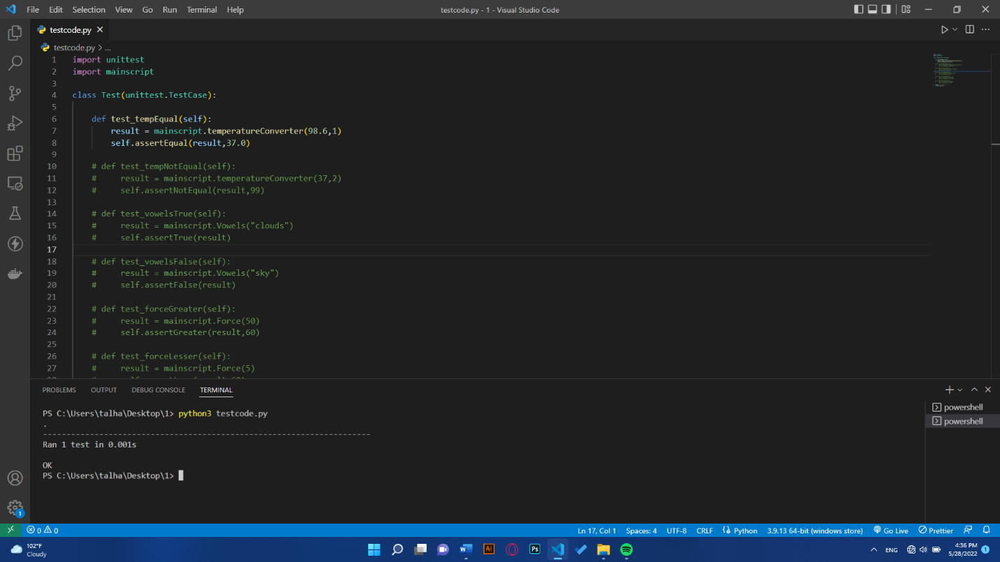 File Edit Selection View Go Run Terminal Help
testcode.py - 1 - Visual Studio Code
testcode.py
testcode.py > ...
1 import unittest
2 import mainscript
3
4 class Test(unittest.TestCase):
5
6     def test_tempEqual(self):
7         result = mainscript.temperatureConverter(98.6,1)
8         self.assertEqual(result,37.0)
9
10     # def test_tempNotEqual(self):
11     #     result = mainscript.temperatureConverter(37,2)
12     #     self.assertNotEqual(result,99)
13
14     # def test_vowelsTrue(self):
15     #     result = mainscript.Vowels("clouds")
16     #     self.assertTrue(result)
17
18     # def test_vowelsFalse(self):
19     #     result = mainscript.Vowels("sky")
20     #     self.assertFalse(result)
21
22     # def test_forceGreater(self):
23     #     result = mainscript.Force(50)
24     #     self.assertGreater(result,60)
25
26     # def test_forceLesser(self):
27     #     result = mainscript.Force(5)
PROBLEMS OUTPUT DEBUG CONSOLE TERMINAL
powershell
powershell
PS C:\Users\talha\Desktop\1> python3 testcode.py
.
----------------------------------------------------------------------
Ran 1 test in 0.001s
OK
PS C:\Users\talha\Desktop\1>
1
0 0 Ln 17, Col 1 Spaces: 4 UTF-8 CRLF Python 3.9.13 64-bit (windows store) Go Live Prettier
102°F
Cloudy
Ai
Ps
ENG
4:36 PM
5/28/2022
1